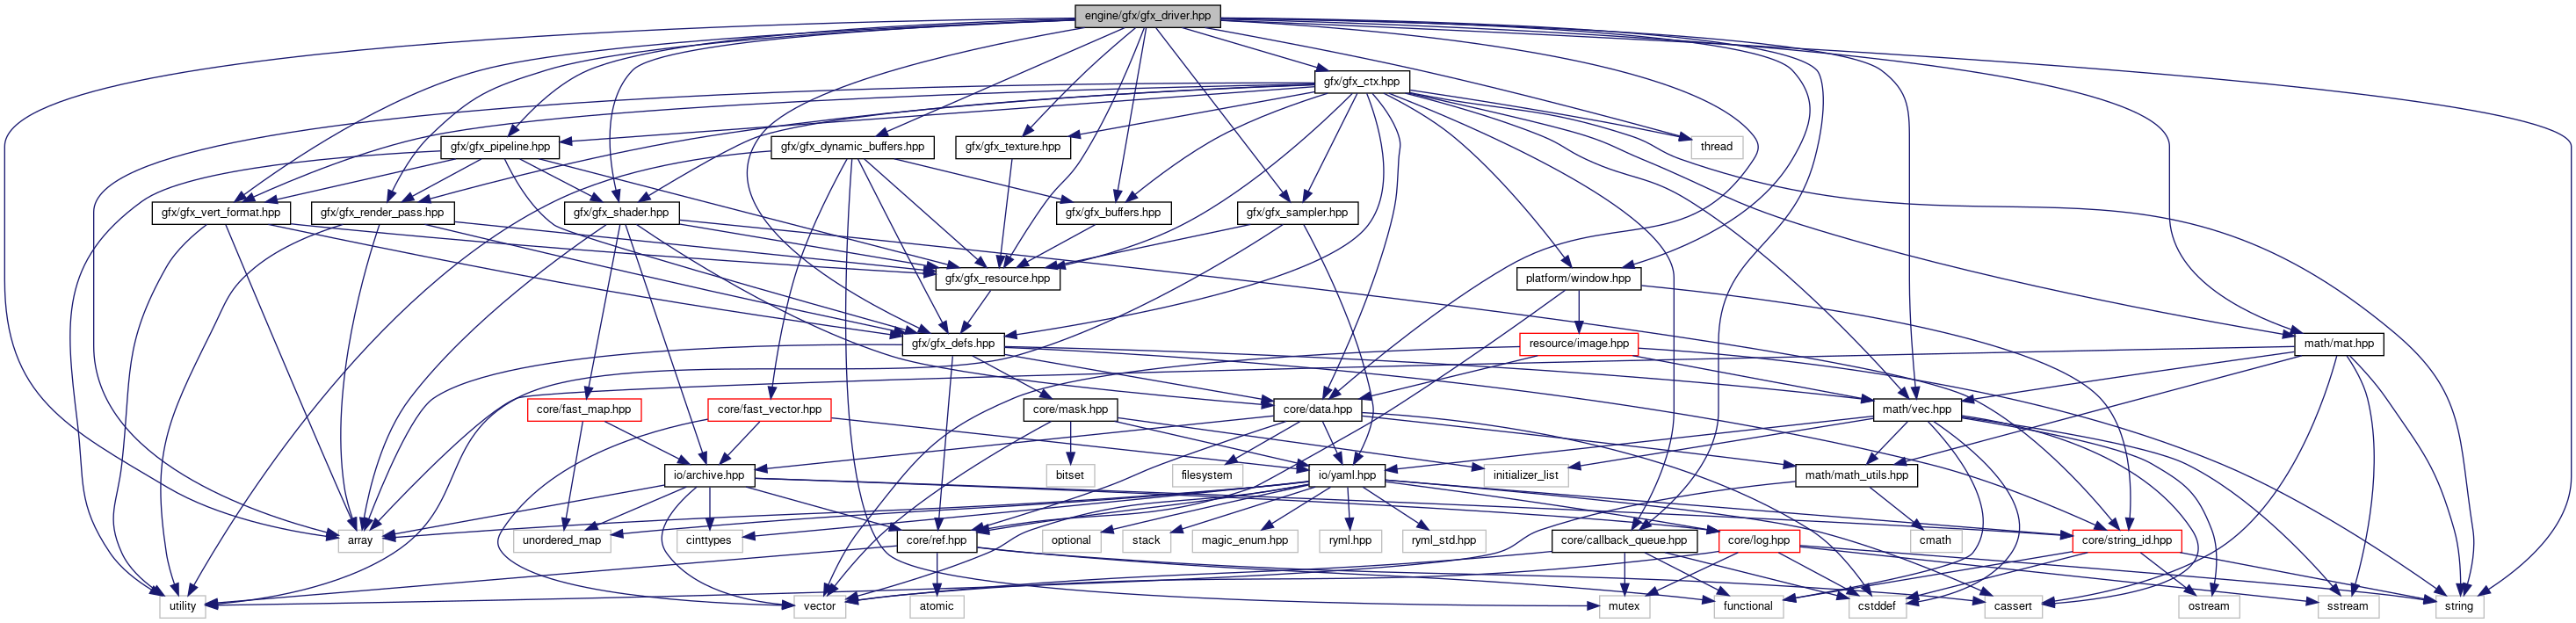 engine/gfx/gfx_driver.hpp
gfx/gfx_ctx.hpp
gfx/gfx_pipeline.hpp
gfx/gfx_dynamic_buffers.hpp
gfx/gfx_texture.hpp
thread
gfx/gfx_vert_format.hpp
gfx/gfx_render_pass.hpp
gfx/gfx_shader.hpp
gfx/gfx_buffers.hpp
gfx/gfx_sampler.hpp
gfx/gfx_resource.hpp
platform/window.hpp
gfx/gfx_defs.hpp
resource/image.hpp
math/mat.hpp
core/fast_map.hpp
core/fast_vector.hpp
core/mask.hpp
core/data.hpp
math/vec.hpp
io/archive.hpp
bitset
filesystem
io/yaml.hpp
initializer_list
math/math_utils.hpp
array
unordered_map
cinttypes
core/ref.hpp
optional
stack
magic_enum.hpp
ryml.hpp
ryml_std.hpp
core/callback_queue.hpp
core/log.hpp
cmath
core/string_id.hpp
utility
vector
atomic
mutex
functional
cstddef
cassert
ostream
sstream
string